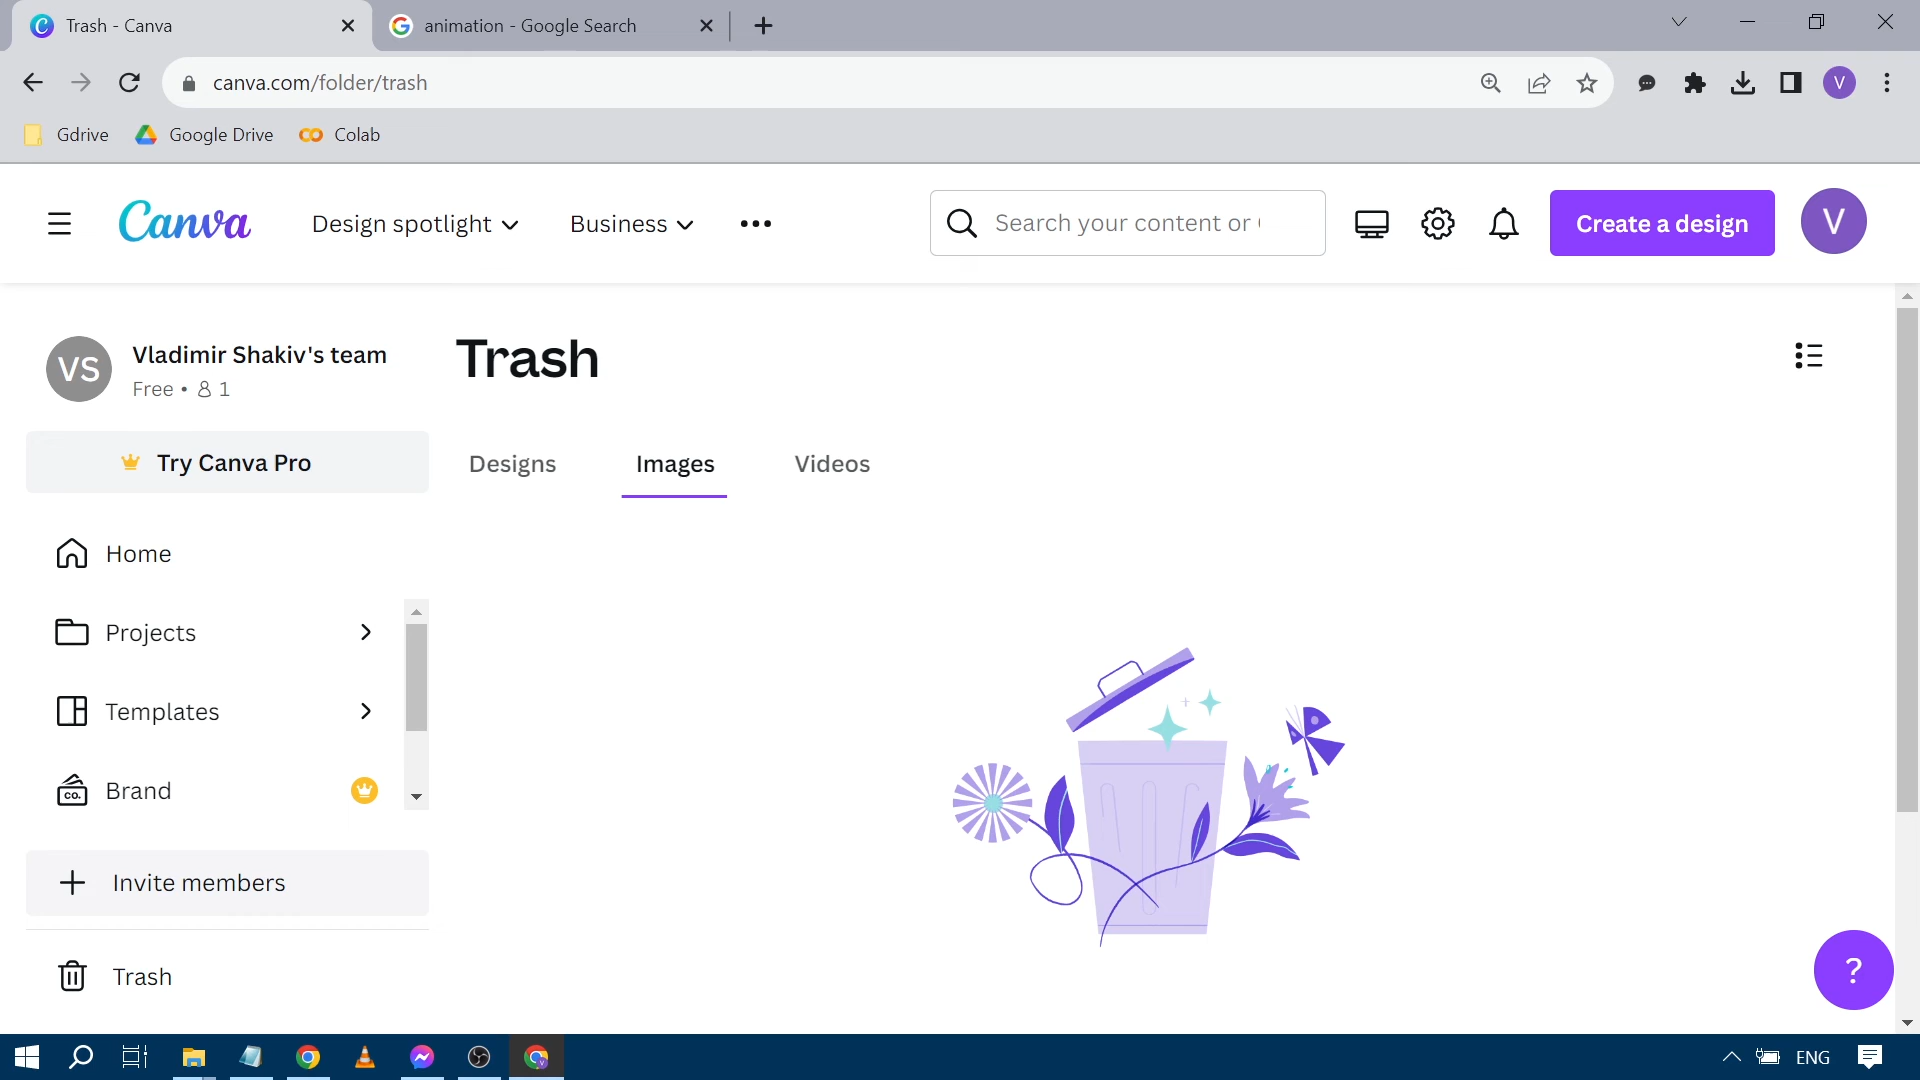 Trash - Canva
animation - Google Search
canva.com/folder/trash
V
Gdrive
Google Drive
Colab
Canva
Design spotlight
Business
Search your content or
Create a design
V
VS
Vladimir Shakiv's team
Free • 1
Trash
Try Canva Pro
Designs
Images
Videos
Home
Projects
Templates
CO.
Brand
Invite members
Trash
?
ENG